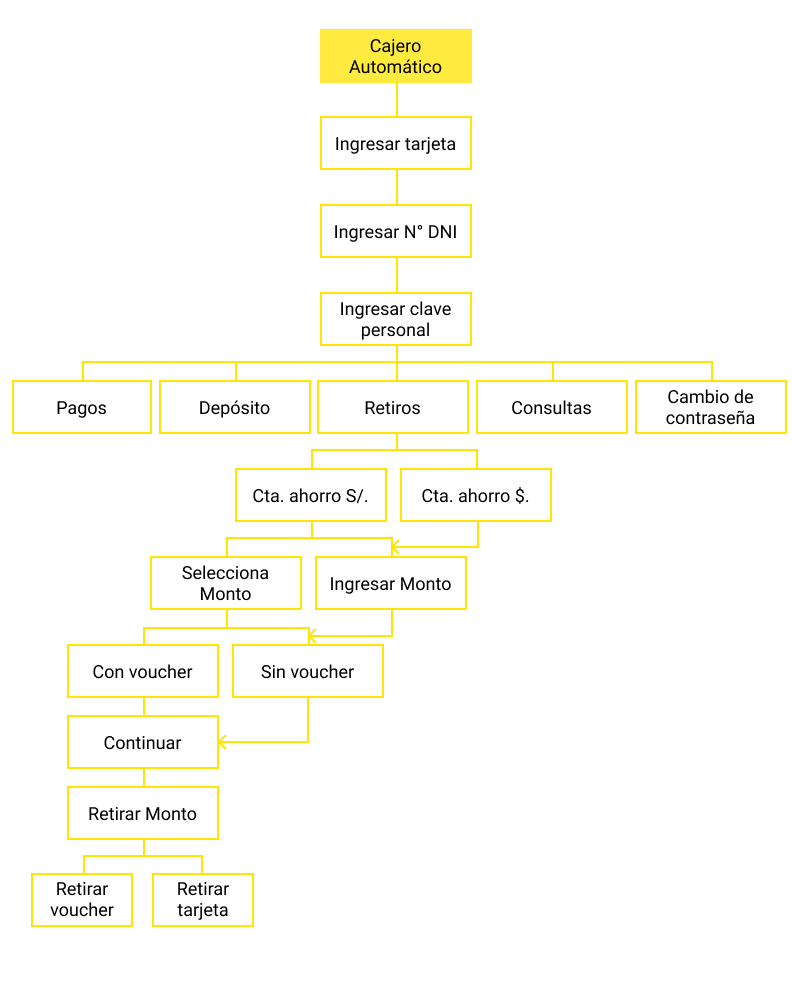 Cajero
Automático
Ingresar tarjeta
Ingresar N° DNI
Ingresar clave
personal
Pagos
Depósito
Retiros
Consultas
Cambio de
contraseña
Cta. ahorro S/.
Cta. ahorro $.
Selecciona
Monto
Ingresar Monto
Con voucher
Sin voucher
Continuar
Retirar Monto
Retirar
voucher
Retirar
tarjeta